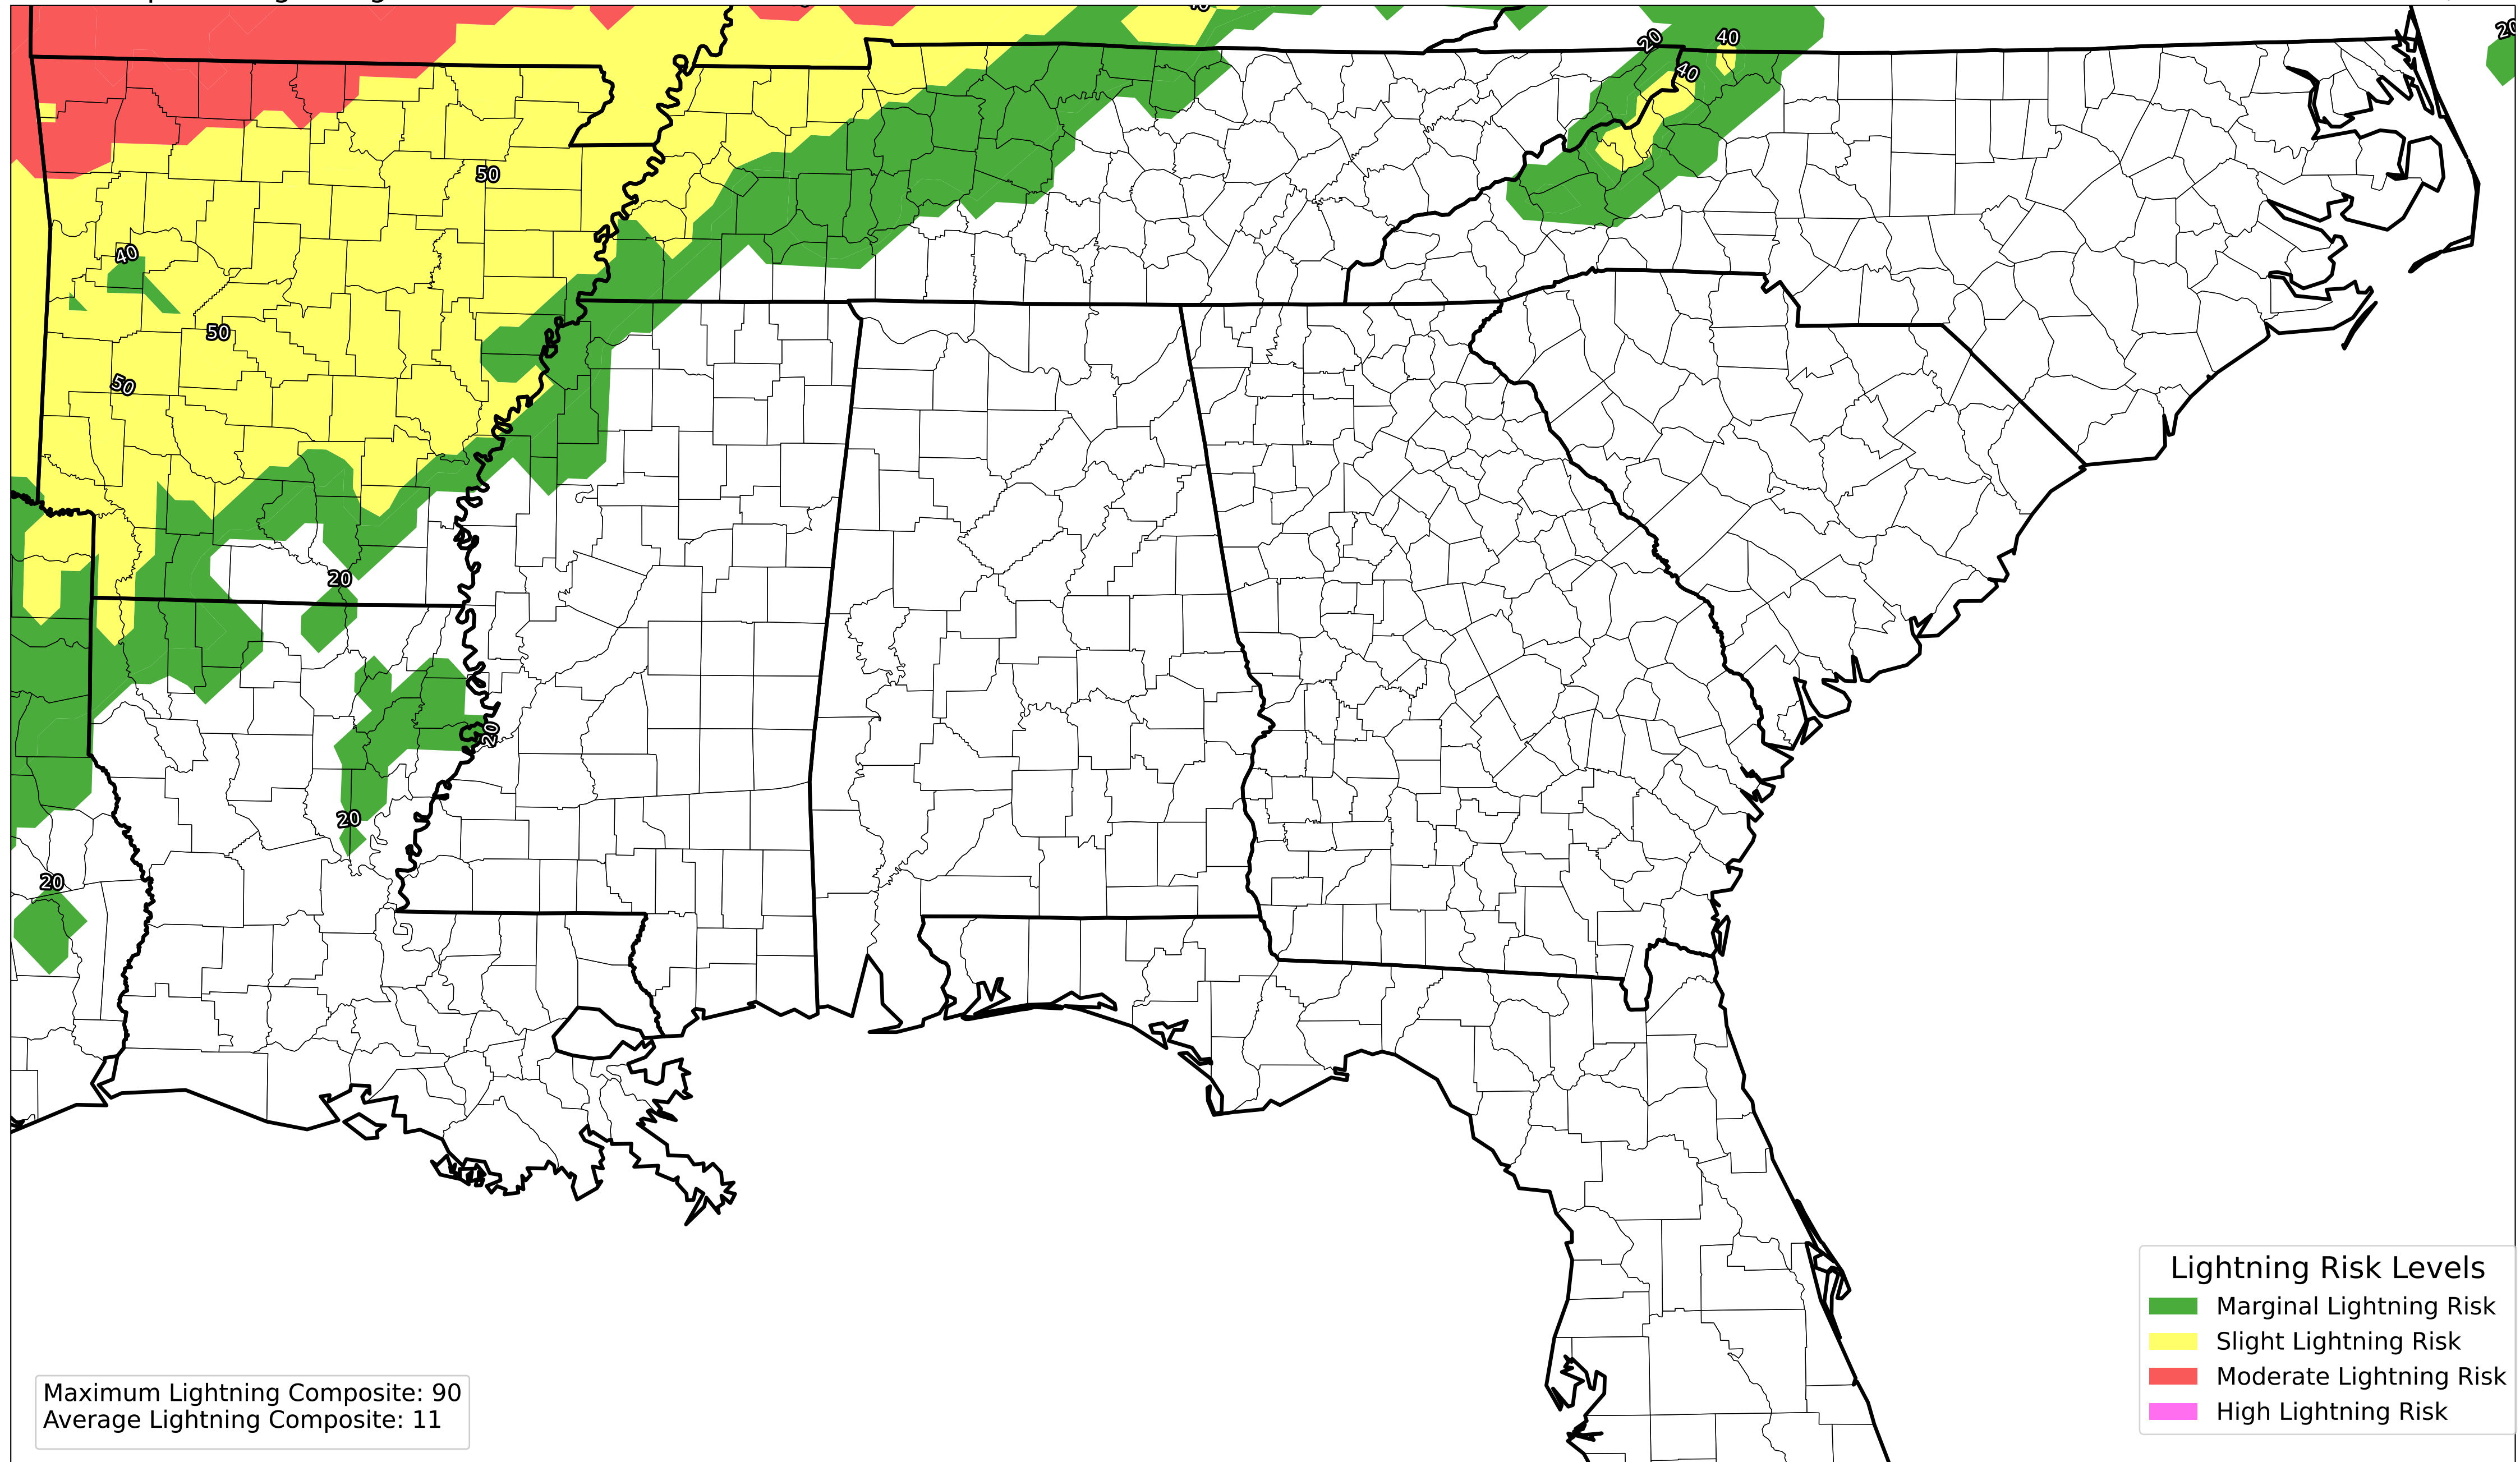 20
40
40
20
50
40
50
50
20
20
20
20
Lightning Risk Levels
Marginal Lightning Risk
Slight Lightning Risk
Moderate Lightning Risk
High Lightning Risk
Maximum Lightning Composite: 90
Average Lightning Composite: 11